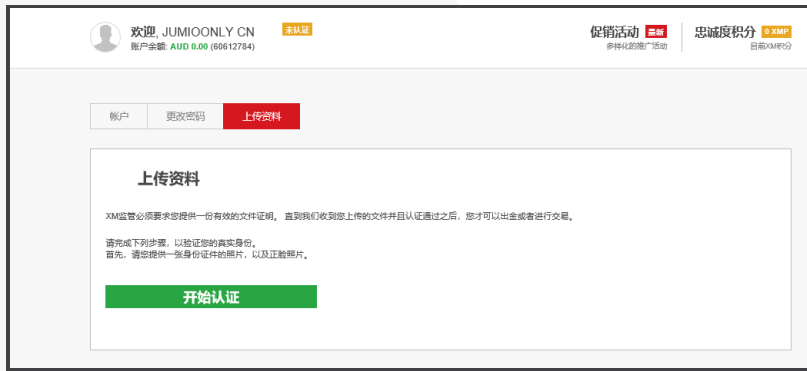 欢迎, JUMIOONLY CN 未认证
账户余额: AUD 0.00 (60612784)
促销活动 最新
多样化的推广活动
忠诚度积分 0 XMP
目前XM积分
帐户 更改密码 上传资料
上传资料
XM监管必须要求您提供一份有效的文件证明。 直到我们收到您上传的文件并且认证通过之后，您才可以出金或者进行交易。
请完成下列步骤，以验证您的真实身份。
首先，请您提供一张身份证件的照片，以及正脸照片。
开始认证